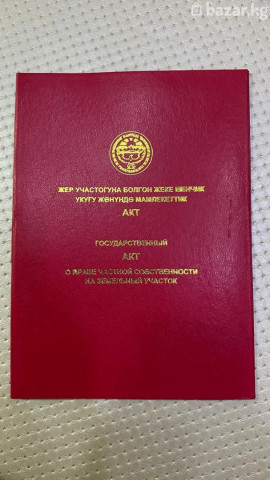 bazar.kg
ЖЕР УЧАСТОГУНА БОЛГОН ЖЕКЕ МЕНЧИК
УКУГУ ЖӨНҮНДӨ МАМЛЕКЕТТИК
АКТ
ГОСУДАРСТВЕННЫЙ
АКТ
О ПРАВЕ ЧАСТНОЙ СОБСТВЕННОСТИ
НА ЗЕМЕЛЬНЫЙ УЧАСТОК